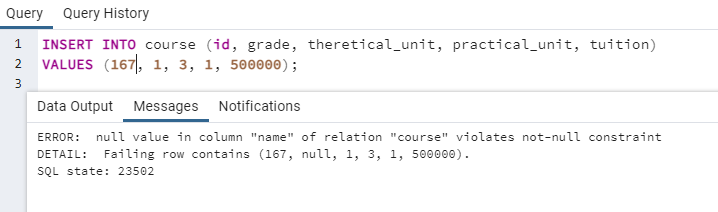 Query Query History
1 INSERT INTO course (id, grade, theretical_unit, practical_unit, tuition)
2 VALUES (167, 1, 3, 1, 500000);
3
Data Output Messages Notifications
ERROR:  null value in column "name" of relation "course" violates not-null constraint
DETAIL:  Failing row contains (167, null, 1, 3, 1, 500000).
SQL state: 23502